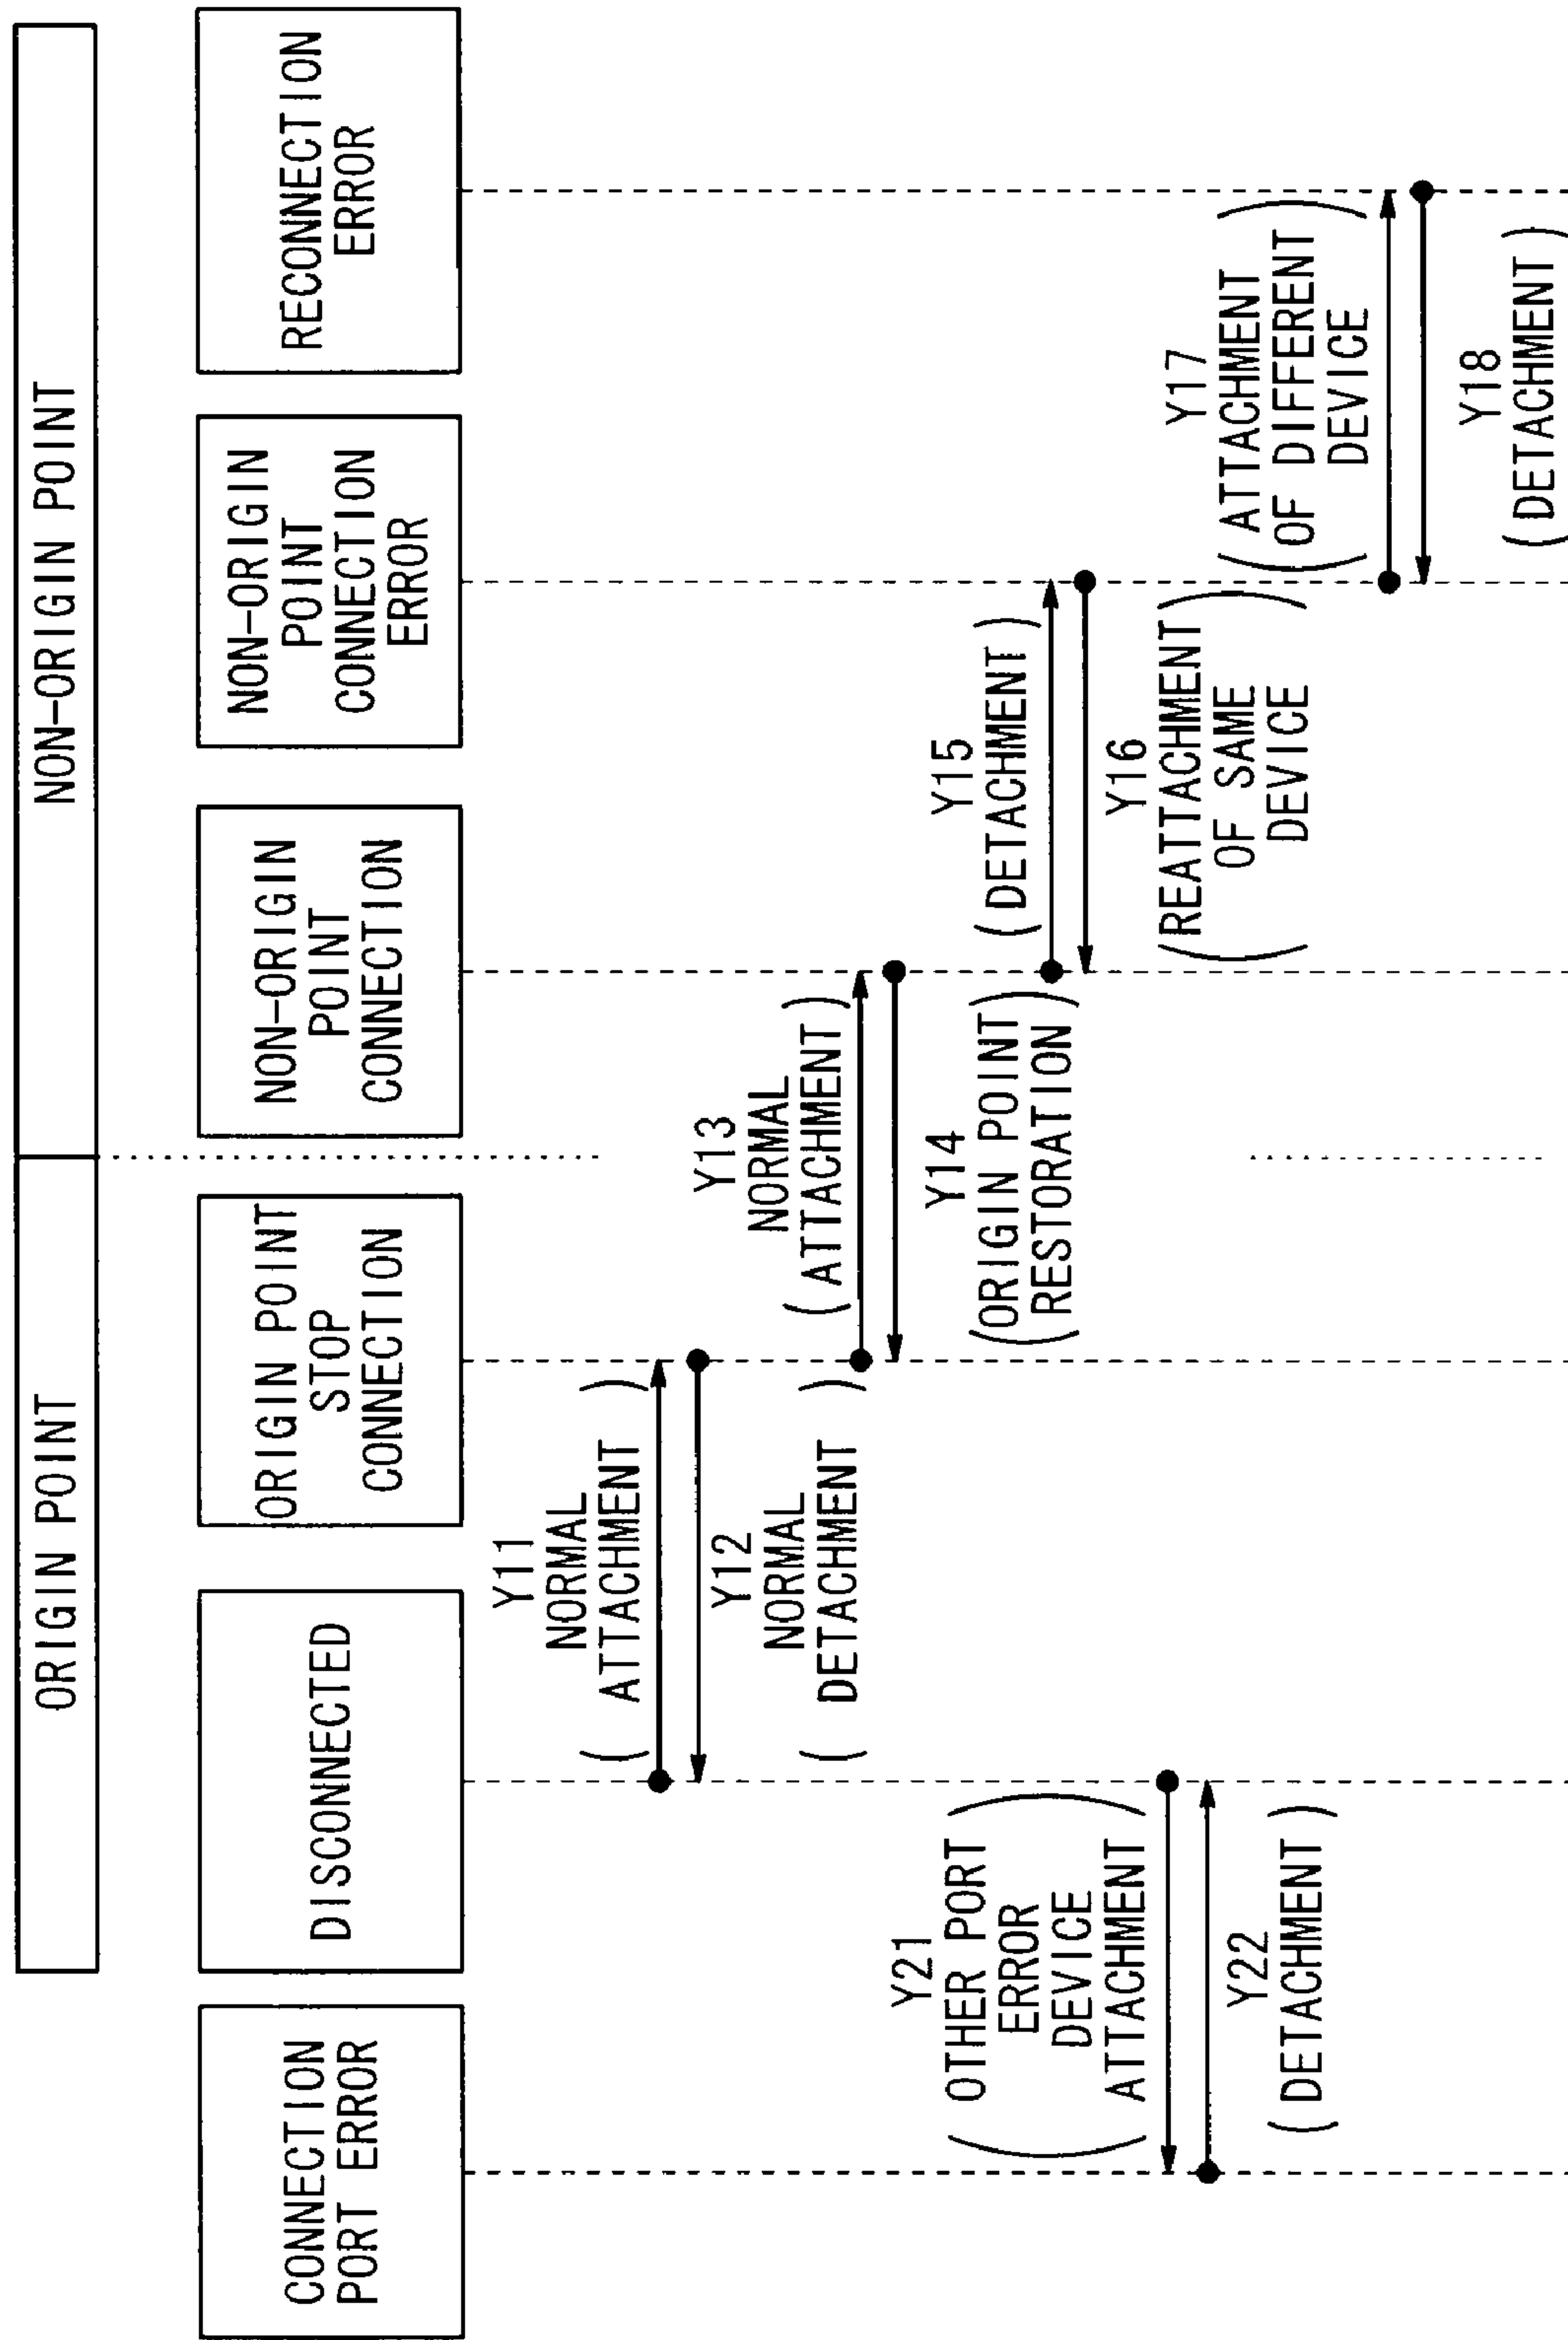 ORIGIN POINT
NON-ORIGIN POINT
CONNECTION
PORT ERROR
DISCONNECTED
ORIGIN POINT
STOP
CONNECTION
NON-ORIGIN
POINT
CONNECTION
NON-ORIGIN
POINT
CONNECTION
ERROR
RECONNECTION
ERROR
Y11
NORMAL
(ATTACHMENT)
Y12
NORMAL
(DETACHMENT)
Y13
NORMAL
(ATTACHMENT)
Y14
(ORIGIN POINT
RESTORATION)
Y15
(DETACHMENT)
Y16
(REATTACHMENT
OF SAME
DEVICE)
Y21
(OTHER PORT
ERROR
DEVICE
ATTACHMENT)
Y22
(DETACHMENT)
Y17
(ATTACHMENT
OF DIFFERENT
DEVICE)
Y18
(DETACHMENT)